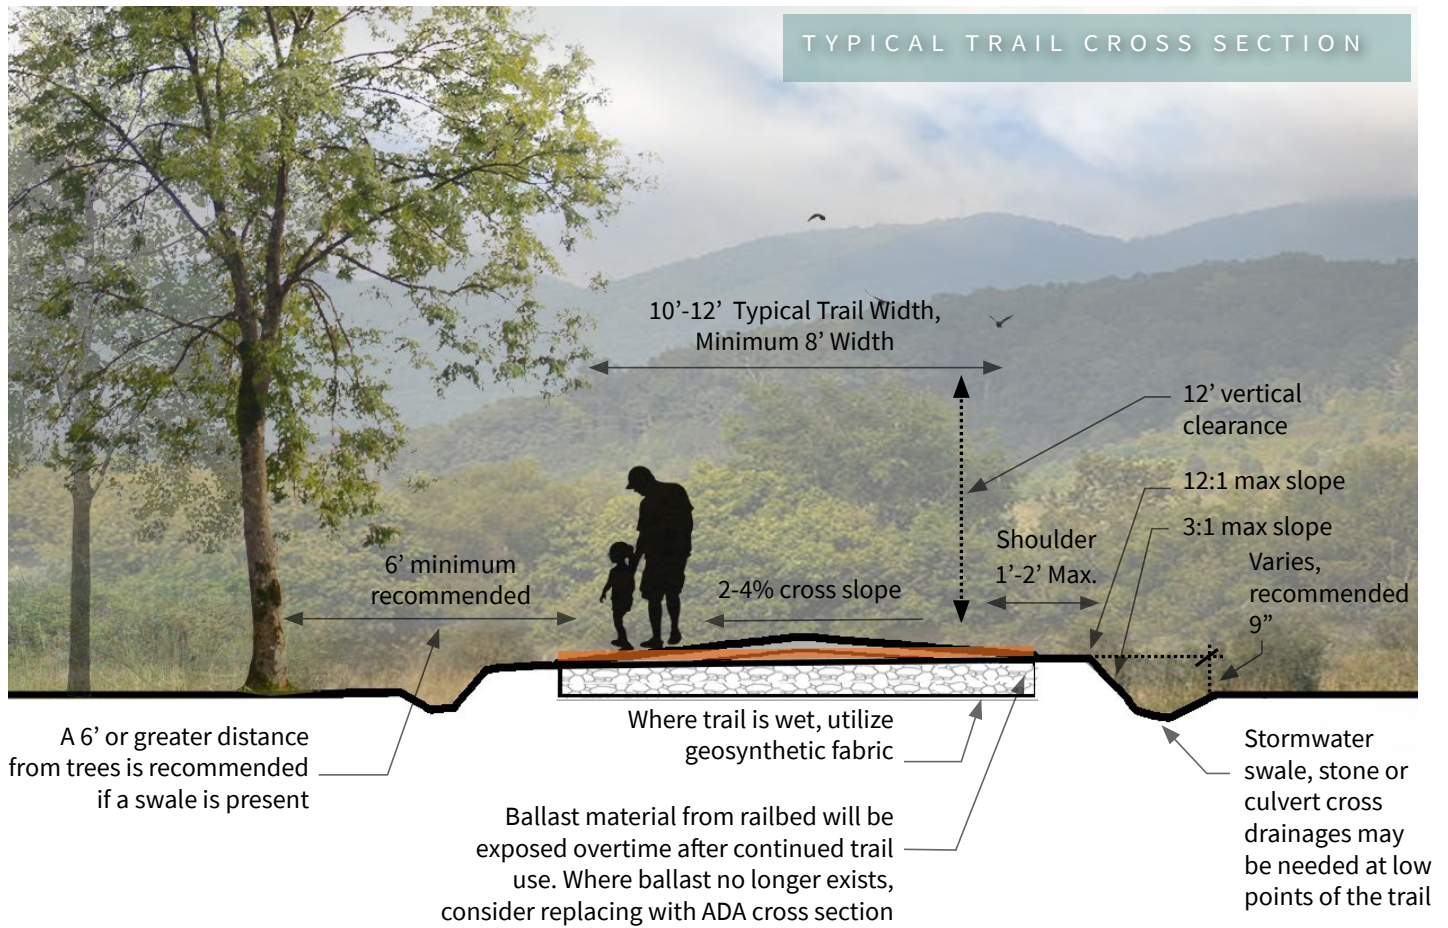 TYPICAL TRAIL CROSS SECTION
10’-12’ Typical Trail Width,
Minimum 8’ Width
12’ vertical
clearance
12:1 max slope
3:1 max slope
Shoulder
1’-2’ Max.
Varies,
recommended
9”
6’ minimum
recommended
2-4% cross slope
A 6’ or greater distance
from trees is recommended
if a swale is present
Where trail is wet, utilize
geosynthetic fabric
Ballast material from railbed will be
exposed overtime after continued trail
use. Where ballast no longer exists,
consider replacing with ADA cross section
Stormwater
swale, stone or
culvert cross
drainages may
be needed at low
points of the trail